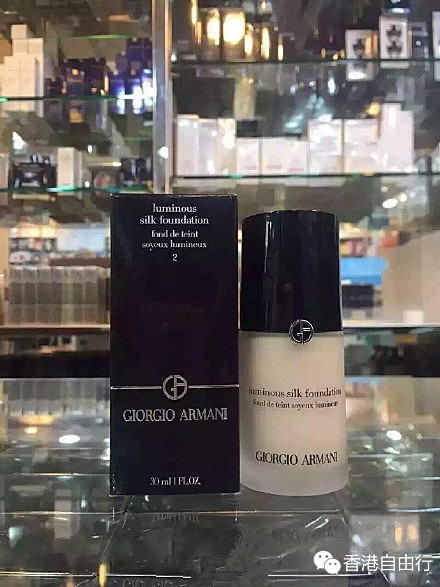 luminous
silk foundation
fond de teint
soyeux lumineux
2
GIORGIO ARMANI
30 ml 1 FL.OZ.
luminous silk foundation
fond de teint soyeux lumineux
GIORGIO ARMANI
香港自由行